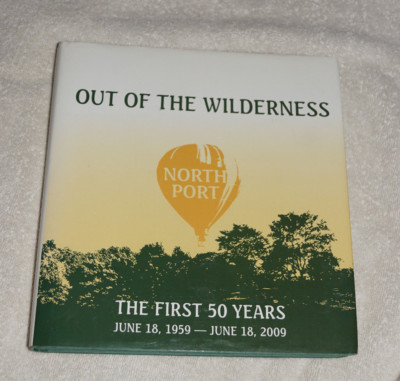 OUT OF THE WILDERNESS
NORTH
PORT
THE FIRST 50 YEARS
JUNE 18, 1959 — JUNE 18, 2009